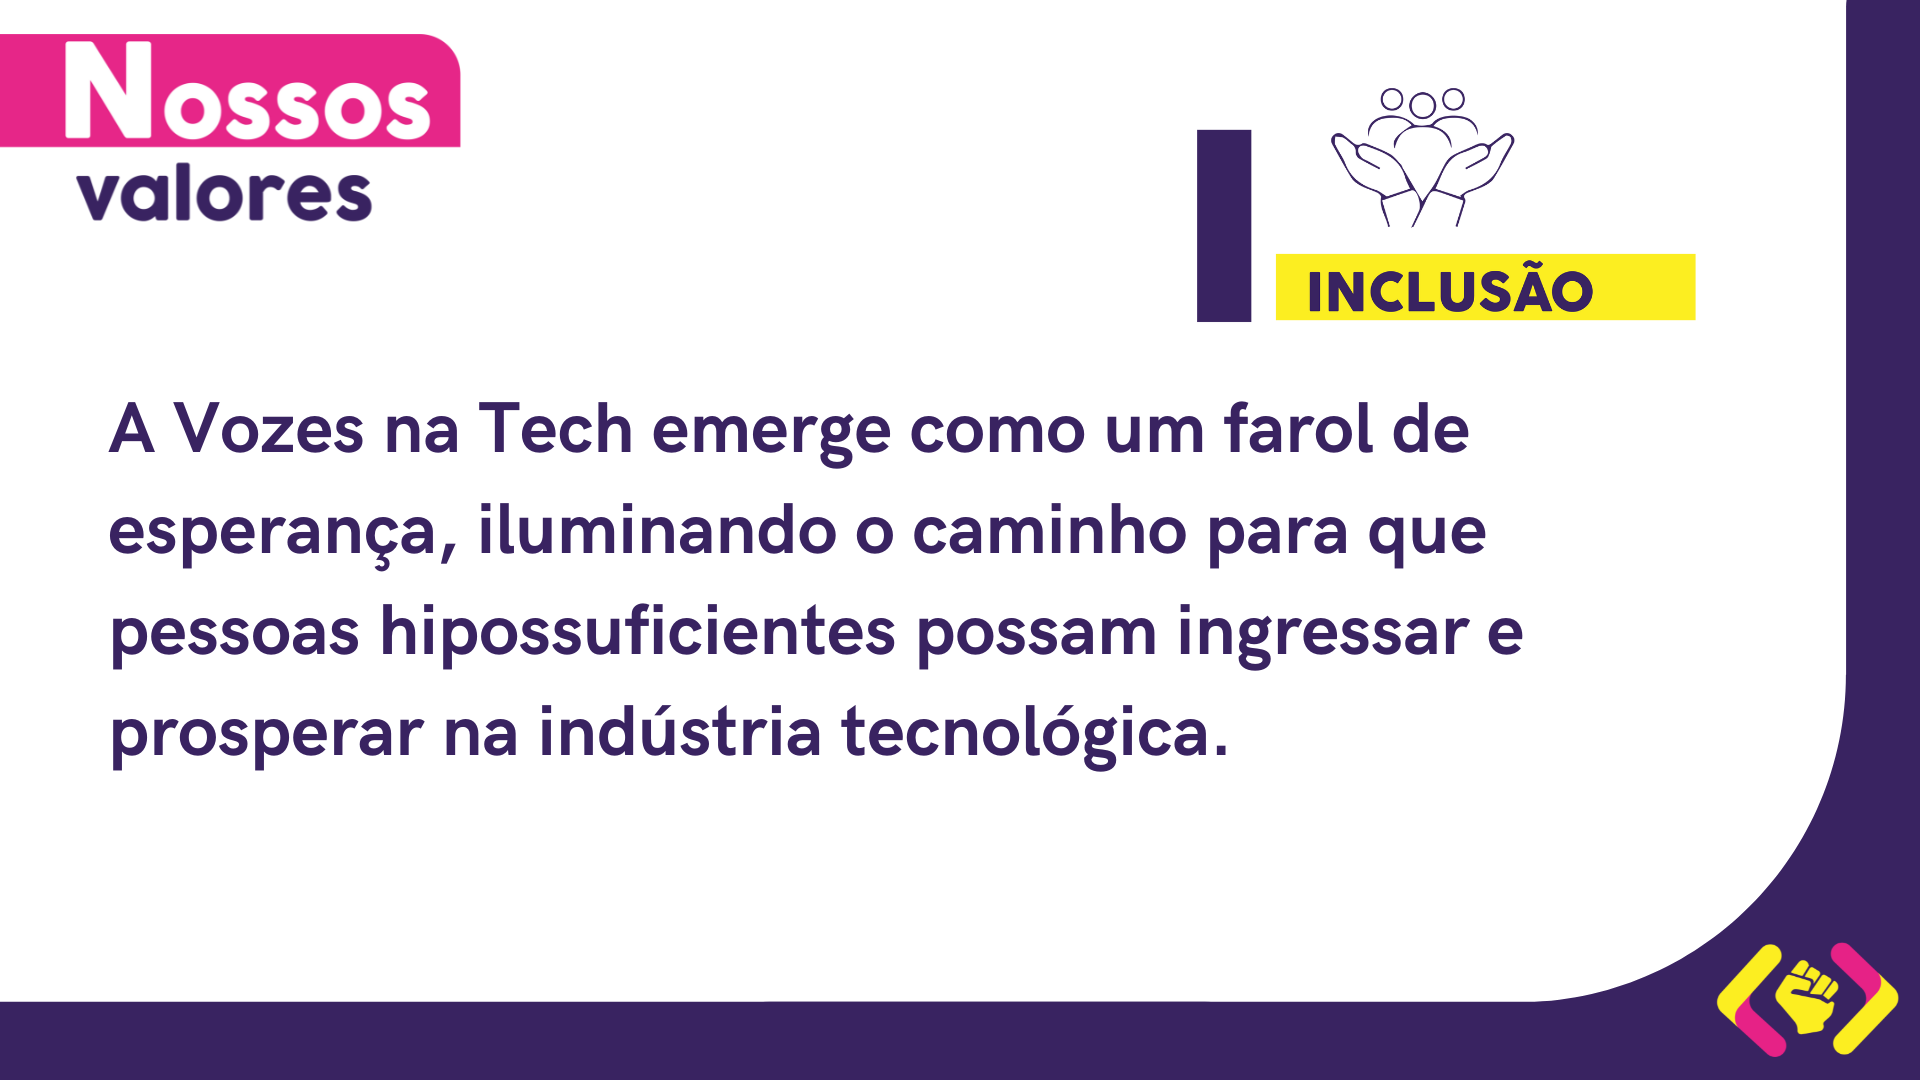 Nossos
valores
INCLUSÃO
A Vozes na Tech emerge como um farol de
esperança, iluminando o caminho para que
pessoas hipossuficientes possam ingressar e
prosperar na indústria tecnológica.